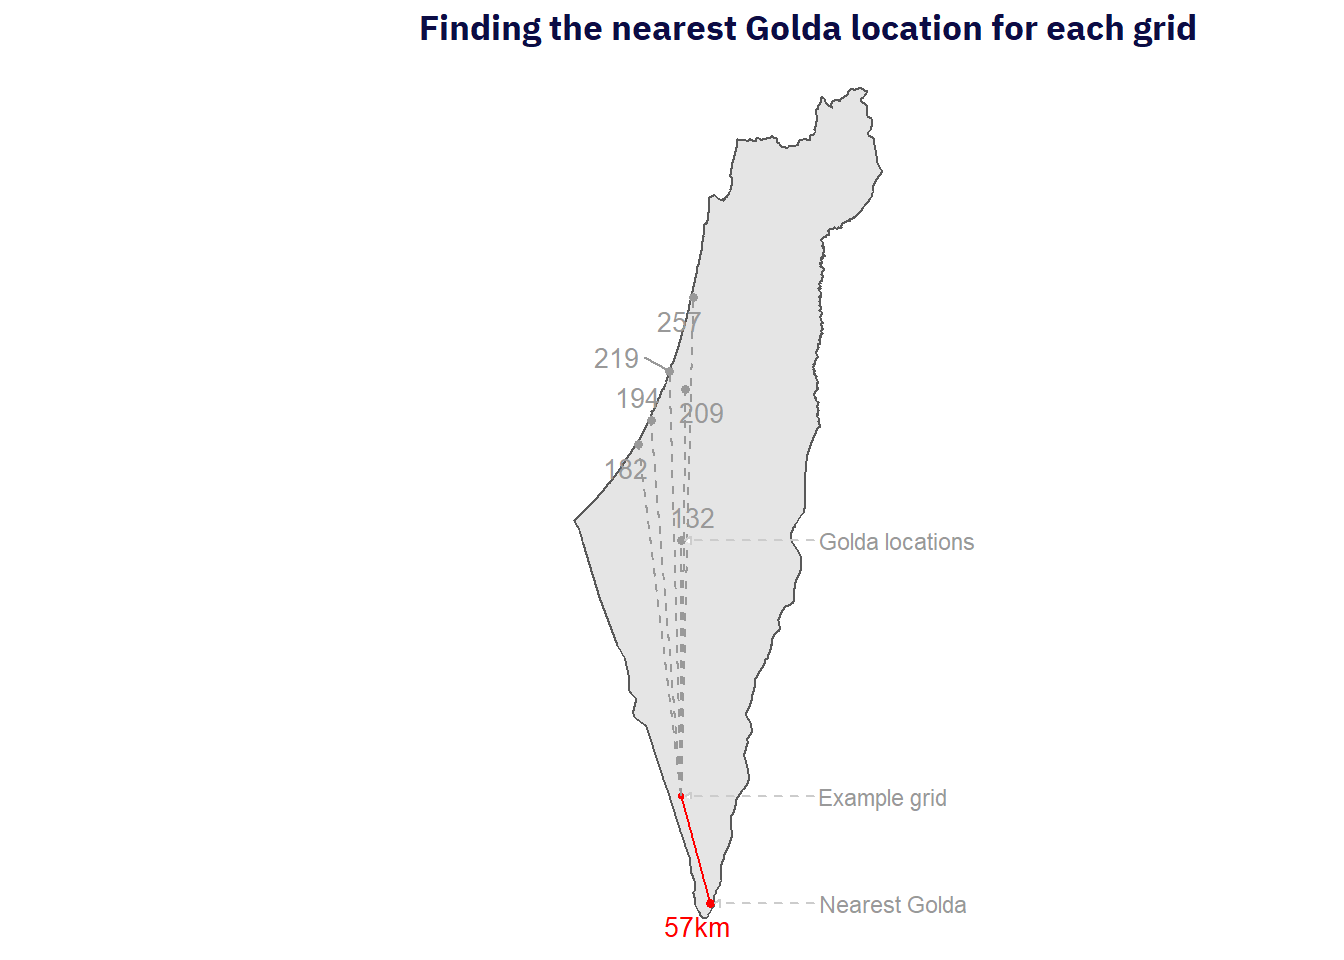 Finding the nearest Golda location for each grid
257
219
194
209
182
132
Golda locations
Example grid
Nearest Golda
57km